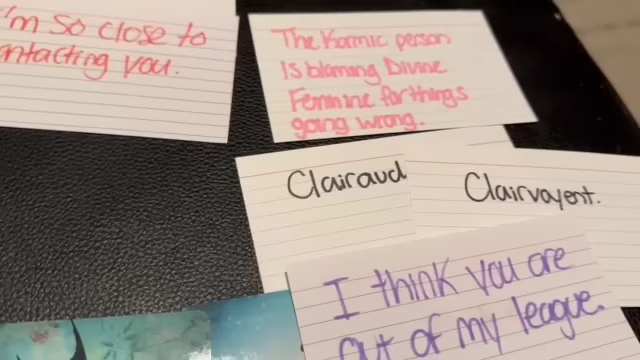 'm so close to
ntacting you.
The Karmic person
Is blaming Divine
Feminine for things
going wrong.
Clairaud
Clairvayent.
I think you are
out of my league.